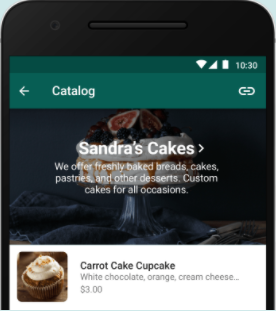 10:30
Catalog
Sandra's Cakes
We offer freshly baked breads, cakes,
pastries, and other desserts. Custom
cakes for all occasions.
Carrot Cake Cupcake
White chocolate, orange, cream cheese...
$3.00